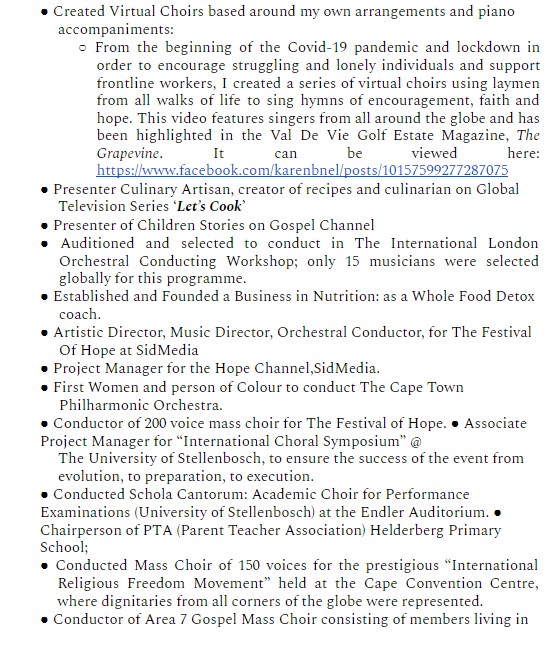 ● Created Virtual Choirs based around my own arrangements and piano
accompaniments:
○ From the beginning of the Covid-19 pandemic and lockdown in
order to encourage struggling and lonely individuals and support
frontline workers, I created a series of virtual choirs using laymen
from all walks of life to sing hymns of encouragement, faith and
hope. This video features singers from all around the globe and has
been highlighted in the Val De Vie Golf Estate Magazine, The
Grapevine. It can be viewed here:
https://www.facebook.com/karenbnel/posts/10157599277287075
● Presenter Culinary Artisan, creator of recipes and culinarian on Global
Television Series ‘Let’s Cook’
● Presenter of Children Stories on Gospel Channel
● Auditioned and selected to conduct in The International London
Orchestral Conducting Workshop; only 15 musicians were selected
globally for this programme.
● Established and Founded a Business in Nutrition: as a Whole Food Detox
coach.
● Artistic Director, Music Director, Orchestral Conductor, for The Festival
Of Hope at SidMedia
● Project Manager for the Hope Channel,SidMedia.
● First Women and person of Colour to conduct The Cape Town
Philharmonic Orchestra.
● Conductor of 200 voice mass choir for The Festival of Hope. ● Associate
Project Manager for “International Choral Symposium” @
The University of Stellenbosch, to ensure the success of the event from
evolution, to preparation, to execution.
● Conducted Schola Cantorum: Academic Choir for Performance
Examinations (University of Stellenbosch) at the Endler Auditorium. ●
Chairperson of PTA (Parent Teacher Association) Helderberg Primary
School;
● Conducted Mass Choir of 150 voices for the prestigious “International
Religious Freedom Movement” held at the Cape Convention Centre,
where dignitaries from all corners of the globe were represented.
● Conductor of Area 7 Gospel Mass Choir consisting of members living in